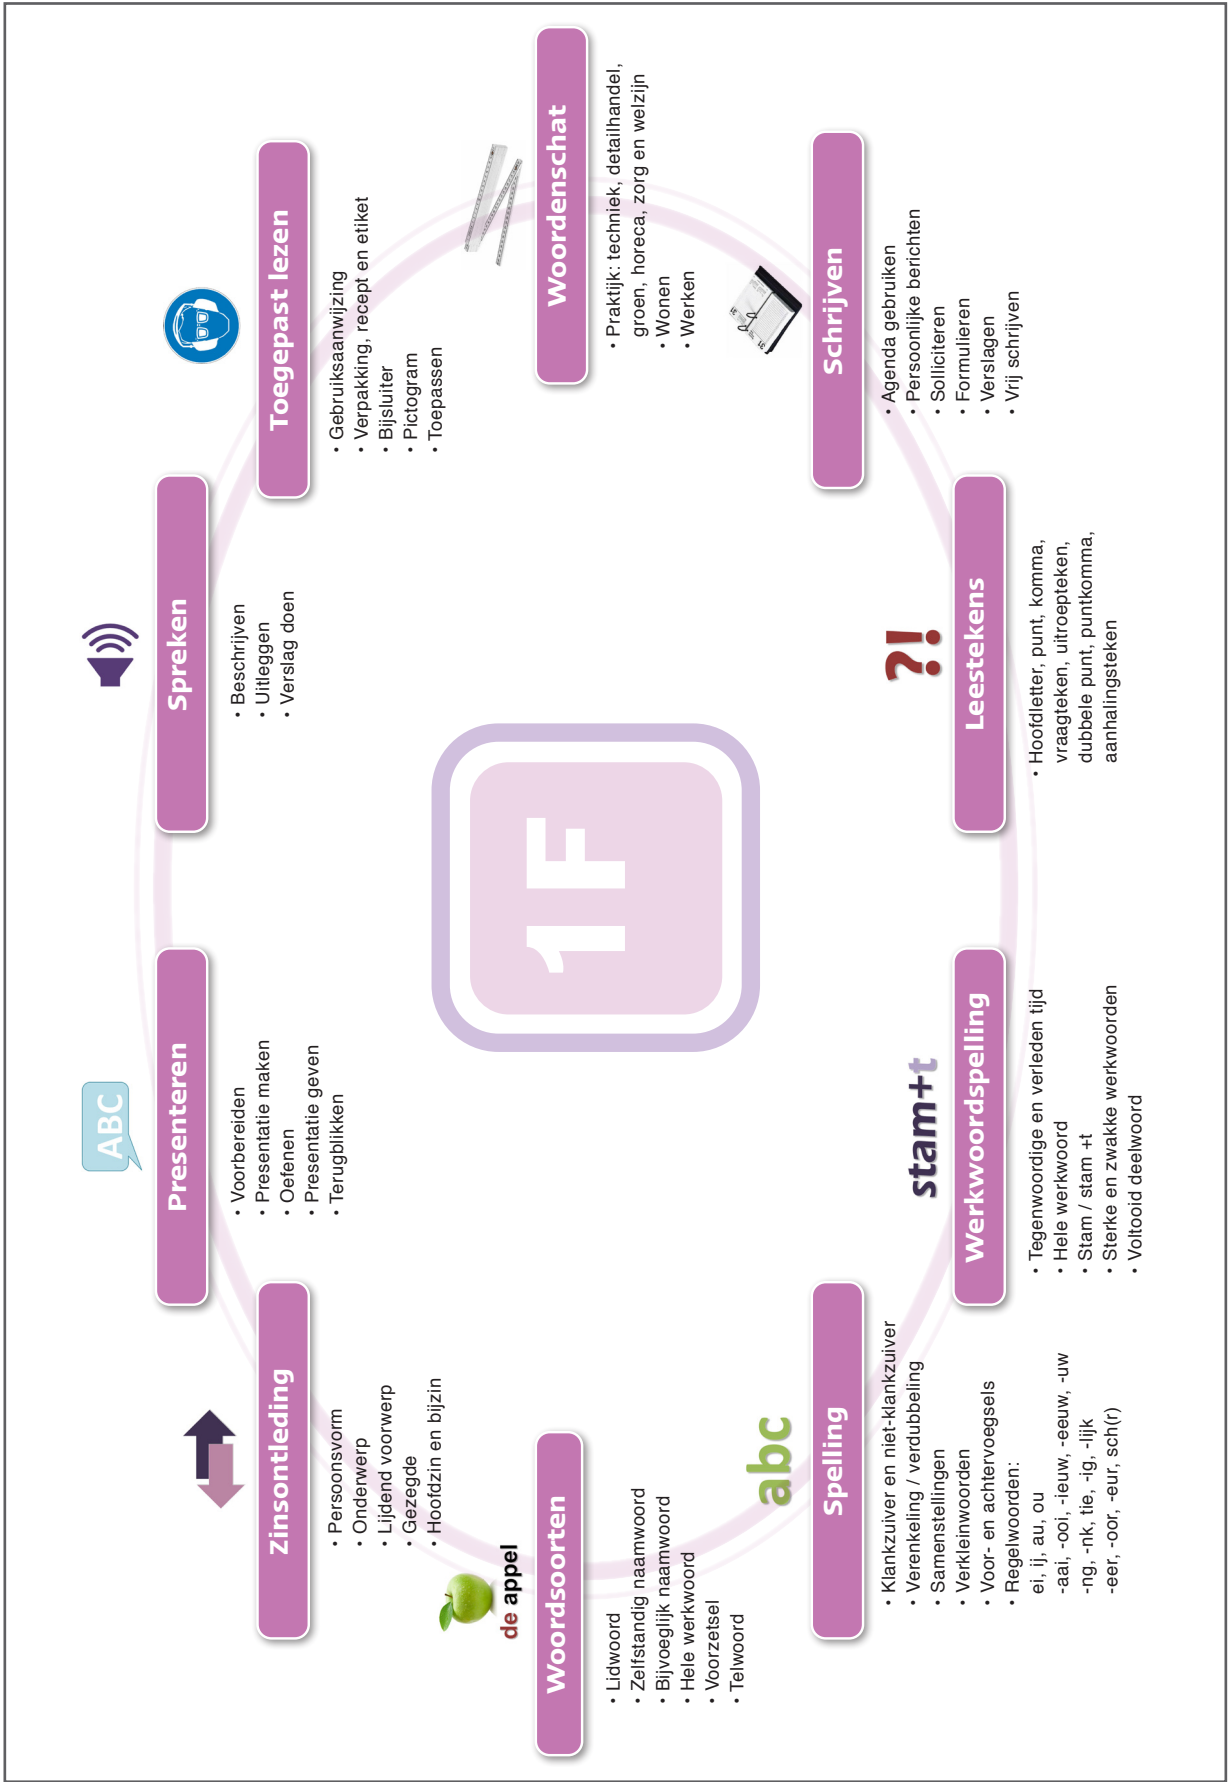 ABC
Presenteren
• Voorbereiden
• Presentatie maken
• Oefenen
• Presentatie geven
• Terugblikken
Spreken
• Beschrijven
• Uitleggen
• Verslag doen
Zinsontleding
• Persoonsvorm
• Onderwerp
• Lijdend voorwerp
• Gezegde
• Hoofdzin en bijzin
Toegepast lezen
• Gebruiksaanwijzing
• Verpakking, recept en etiket
• Bijsluiter
• Pictogram
• Toepassen
de appel
Woordsoorten
• Lidwoord
• Zelfstandig naamwoord
• Bijvoeglijk naamwoord
• Hele werkwoord
• Voorzetsel
• Telwoord
1F
Woordenschat
• Praktijk: techniek, detailhandel,
groen, horeca, zorg en welzijn
• Wonen
• Werken
abc
Spelling
• Klankzuiver en niet-klankzuiver
• Verenkeling / verdubbeling
• Samenstellingen
• Verkleinwoorden
• Voor- en achtervoegsels
• Regelwoorden:
ei, ij, au, ou
-aai, -ooi, -ieuw, -eeuw, -uw
-ng, -nk, tie, -ig, -lijk
-eer, -oor, -eur, sch(r)
31
31
Schrijven
• Agenda gebruiken
• Persoonlijke berichten
• Solliciteren
• Formulieren
• Verslagen
• Vrij schrijven
stam+t
Werkwoordspelling
• Tegenwoordige en verleden tijd
• Hele werkwoord
• Stam / stam +t
• Sterke en zwakke werkwoorden
• Voltooid deelwoord
?!
Leestekens
• Hoofdletter, punt, komma,
vraagteken, uitroepteken,
dubbele punt, puntkomma,
aanhalingsteken